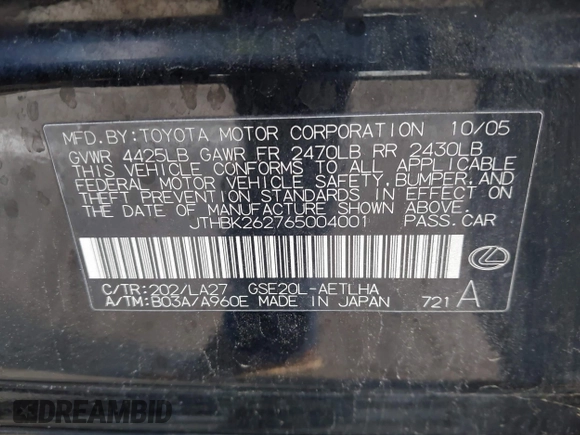 MFD.BY:TOYOTA MOTOR CORPORATION 10/05
GVWR 4425LB GAWR FR 2470LB RR 2430LB
THIS VEHICLE CONFORMS TO ALL APPLICABLE
FEDERAL MOTOR VEHICLE SAFETY,BUMPER,AND
THEFT PREVENTION STANDARDS IN EFFECT ON
THE DATE OF MANUFACTURE SHOWN ABOVE.
JTHBK262765004001 PASS.CAR
C/TR:202/LA27 GSE20L-AETLHA
A/TM:B03A/A960E MADE IN JAPAN 721 A
DREAMBID